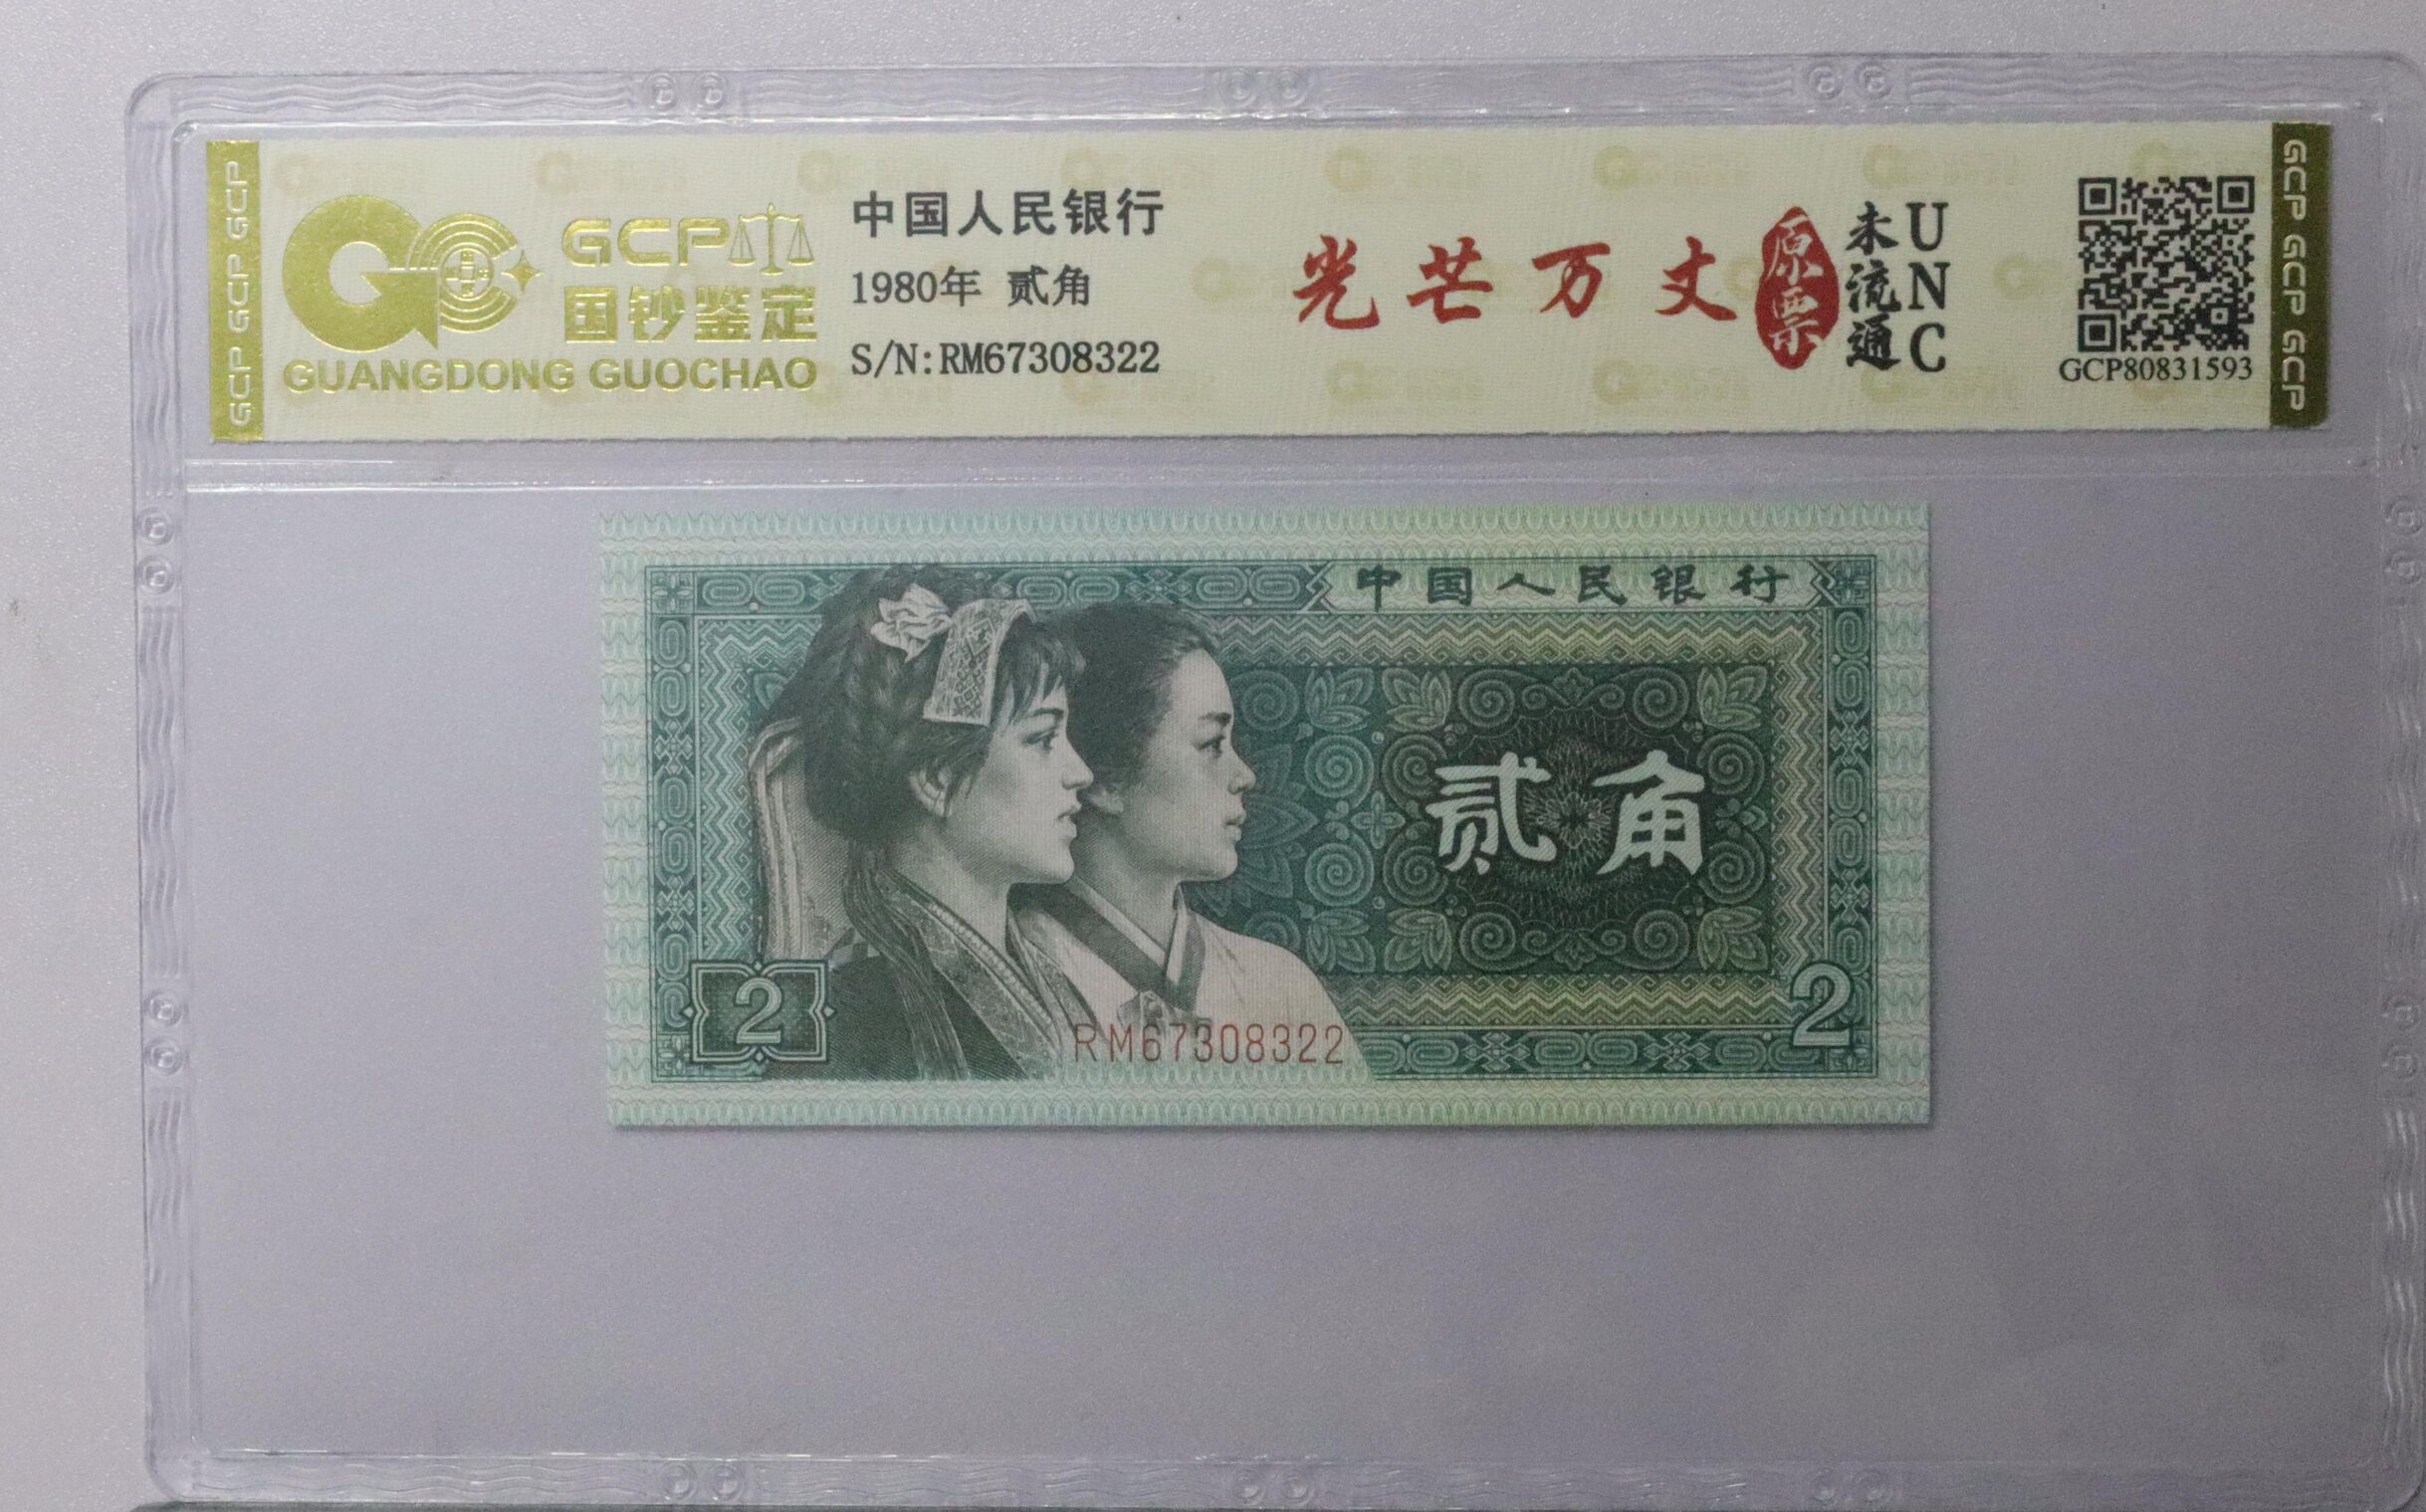 GCP GCP GCP
GCP
国钞鉴定
GUANGDONG GUOCHAO
中国人民银行
1980年 贰角
S/N:RM67308322
光芒万丈
原票
未流通
UNC
GCP80831593
GCP GCP GCP
中国人民银行
贰角
2
RM67308322
2